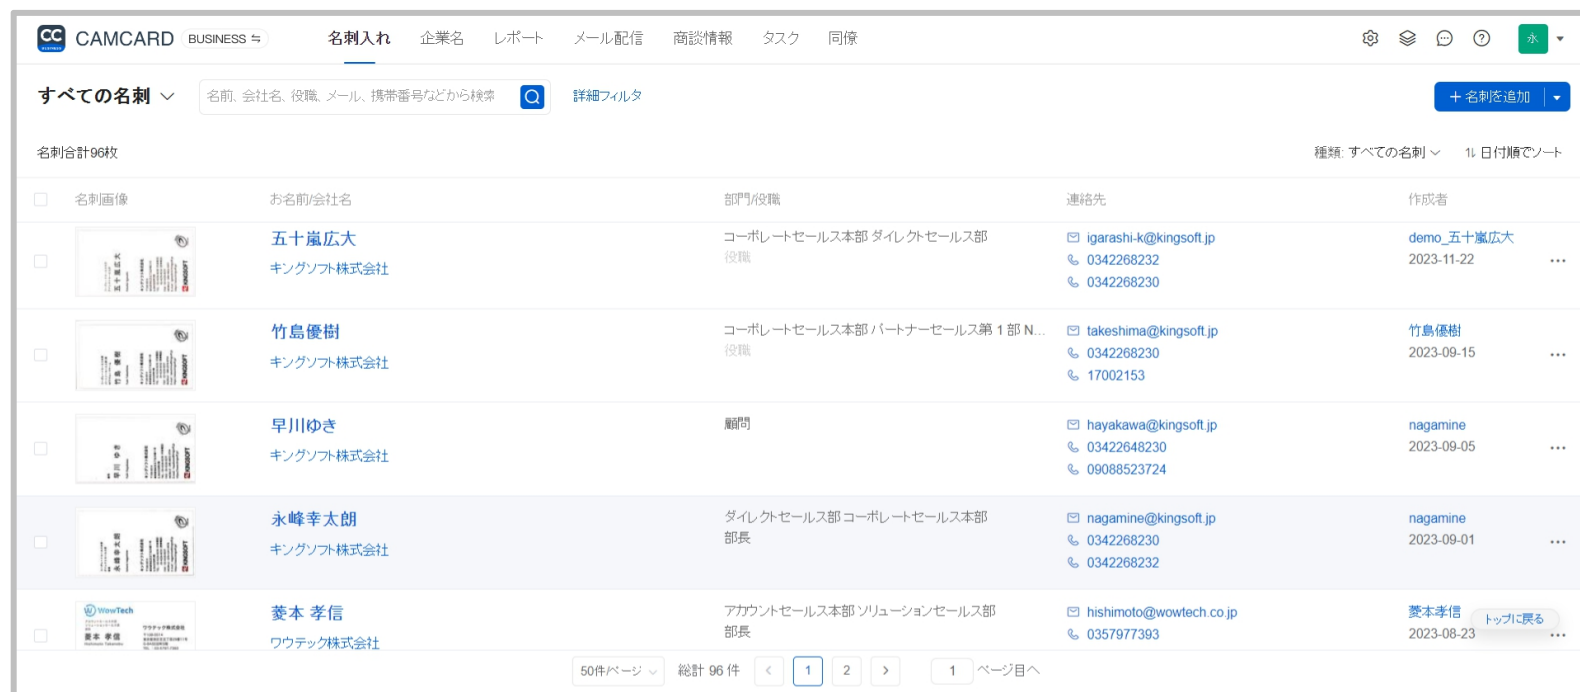 CC CAMCARD BUSINESS 名刺入れ 企業名 レポート メール配信 商談情報 タスク 同僚 永
すべての名刺 名前、会社名、役職、メール、携帯番号などから検索 詳細フィルタ + 名刺を追加
名刺合計96枚 種類: すべての名刺 日付順でソート
名刺画像 お名前/会社名 部門/役職 連絡先 作成者
五十嵐広大 コーポレートセールス本部 ダイレクトセールス部 igarashi-k@kingsoft.jp demo_五十嵐広大
キングソフト株式会社 役職 0342268232 2023-11-22
0342268230
竹島優樹 コーポレートセールス本部 パートナーセールス第 1 部 N... takeshima@kingsoft.jp 竹島優樹
キングソフト株式会社 役職 0342268230 2023-09-15
17002153
早川ゆき 顧問 hayakawa@kingsoft.jp nagamine
キングソフト株式会社 03422648230 2023-09-05
09088523724
永峰幸太朗 ダイレクトセールス部 コーポレートセールス本部 nagamine@kingsoft.jp nagamine
キングソフト株式会社 部長 0342268230 2023-09-01
0342268232
WowTech 菱本 孝信 アカウントセールス本部 ソリューションセールス部 hishimoto@wowtech.co.jp 菱本孝信
菱本 孝信 ワウテック株式会社 ワウテック株式会社 部長 0357977393 2023-08-23 トップに戻る
50件/ページ 総計 96 件 < 1 2 > 1 ページ目へ